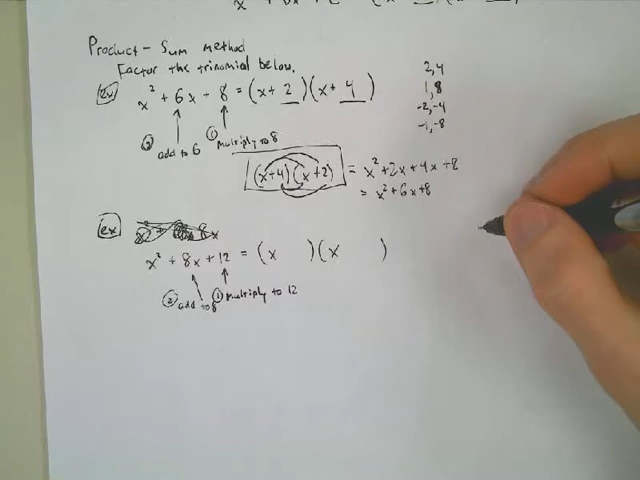 Product - Sum method
Factor the trinomial below.
ex x² + 6x + 8 = (x + 2)(x + 4)
2,4
1,8
-2,-4
-1,-8
② add to 6
① multiply to 8
(x+4)(x+2) = x² + 2x + 4x + 8
= x² + 6x + 8
ex
x² + 8x + 12 = (x )(x )
② add to 8
① multiply to 12